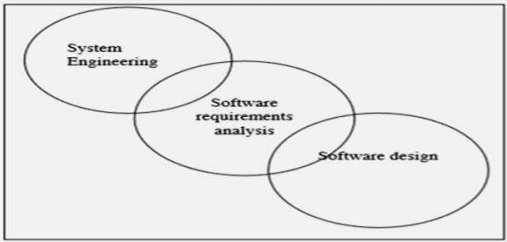 System
Engineering
Software
requirements
analysis
Software design